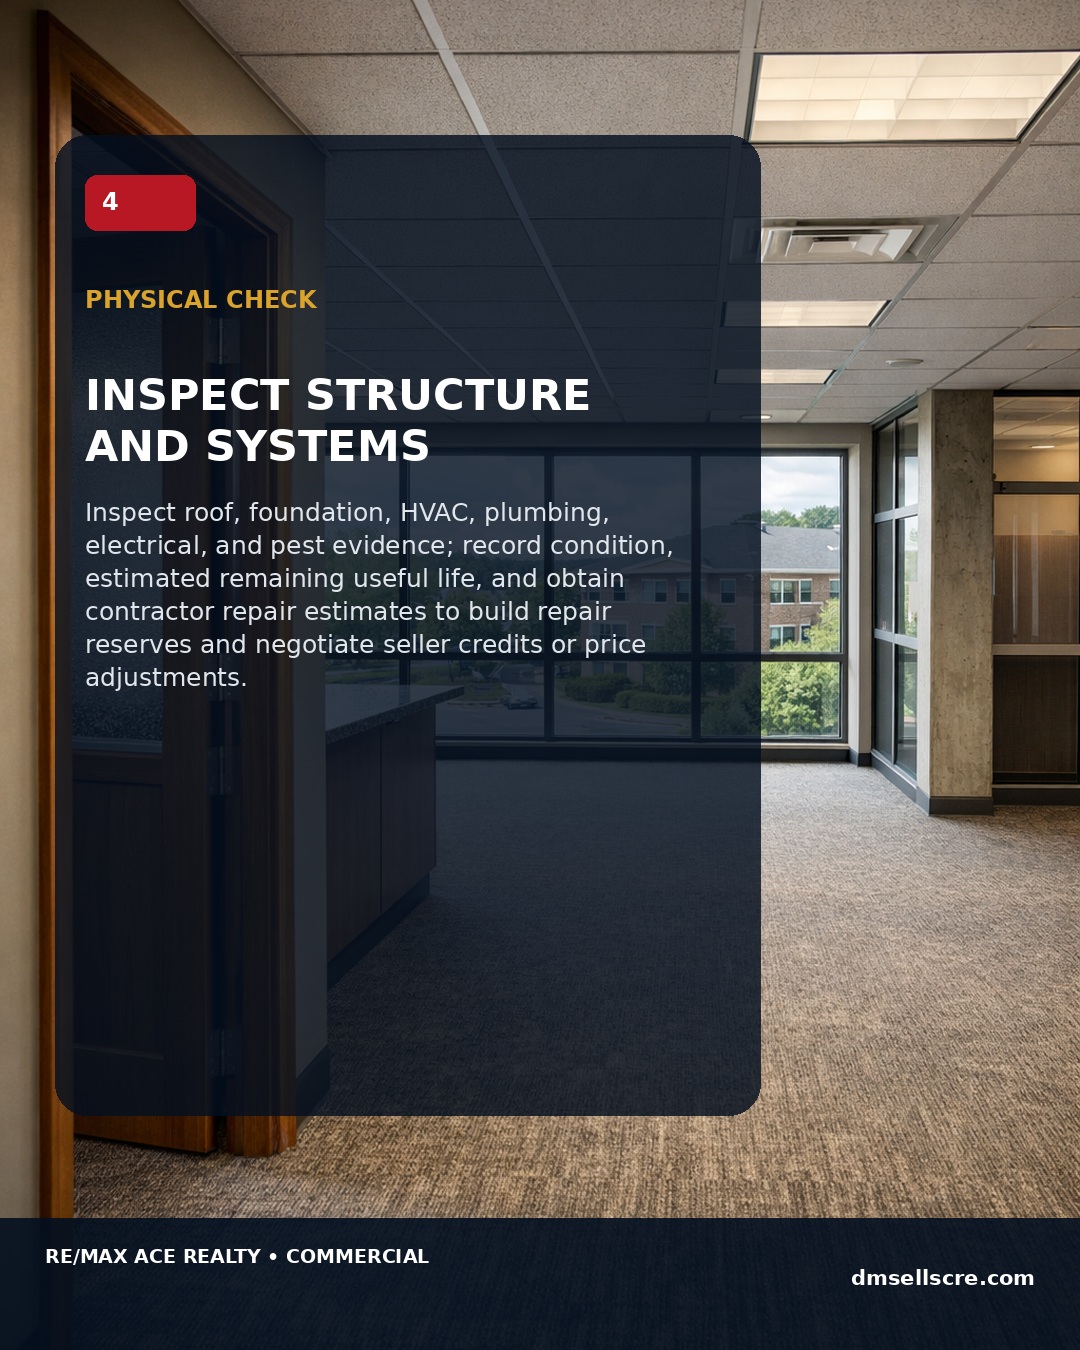 4
PHYSICAL CHECK
INSPECT STRUCTURE
AND SYSTEMS
Inspect roof, foundation, HVAC, plumbing,
electrical, and pest evidence; record condition,
estimated remaining useful life, and obtain
contractor repair estimates to build repair
reserves and negotiate seller credits or price
adjustments.
RE/MAX ACE REALTY • COMMERCIAL
dmsellscre.com